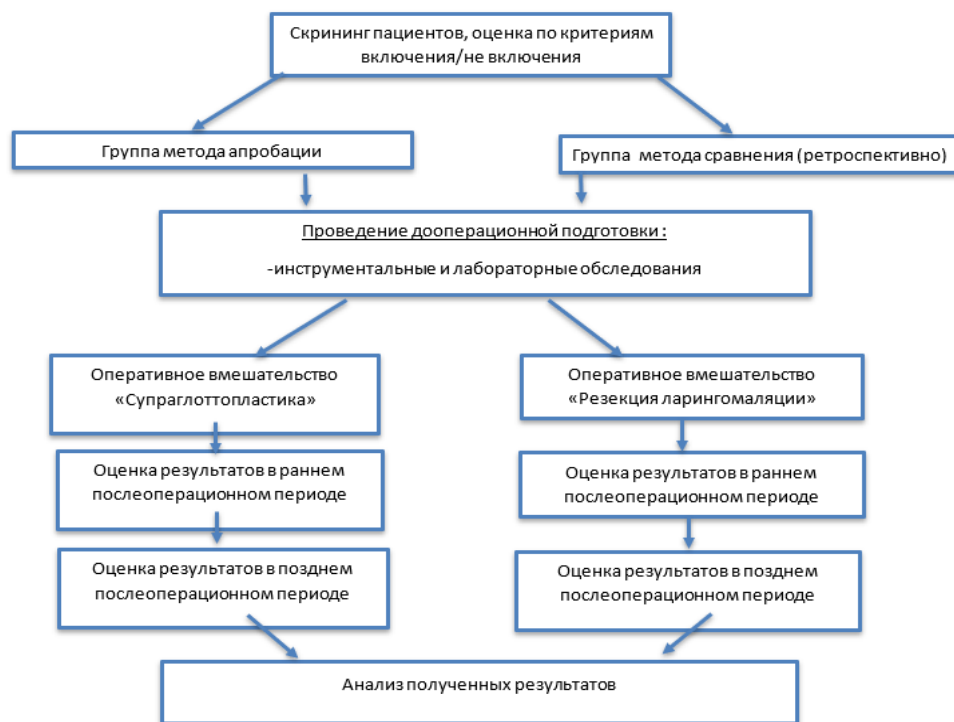 Скрининг пациентов, оценка по критериям
включения/не включения
Группа метода апробации
Группа метода сравнения (ретроспективно)
Проведение дооперационной подготовки :
-инструментальные и лабораторные обследования
Оперативное вмешательство
«Супраглоттопластика»
Оперативное вмешательство
«Резекция ларингомаляции»
Оценка результатов в раннем
послеоперационном периоде
Оценка результатов в раннем
послеоперационном периоде
Оценка результатов в позднем
послеоперационном периоде
Оценка результатов в позднем
послеоперационном периоде
Анализ полученных результатов